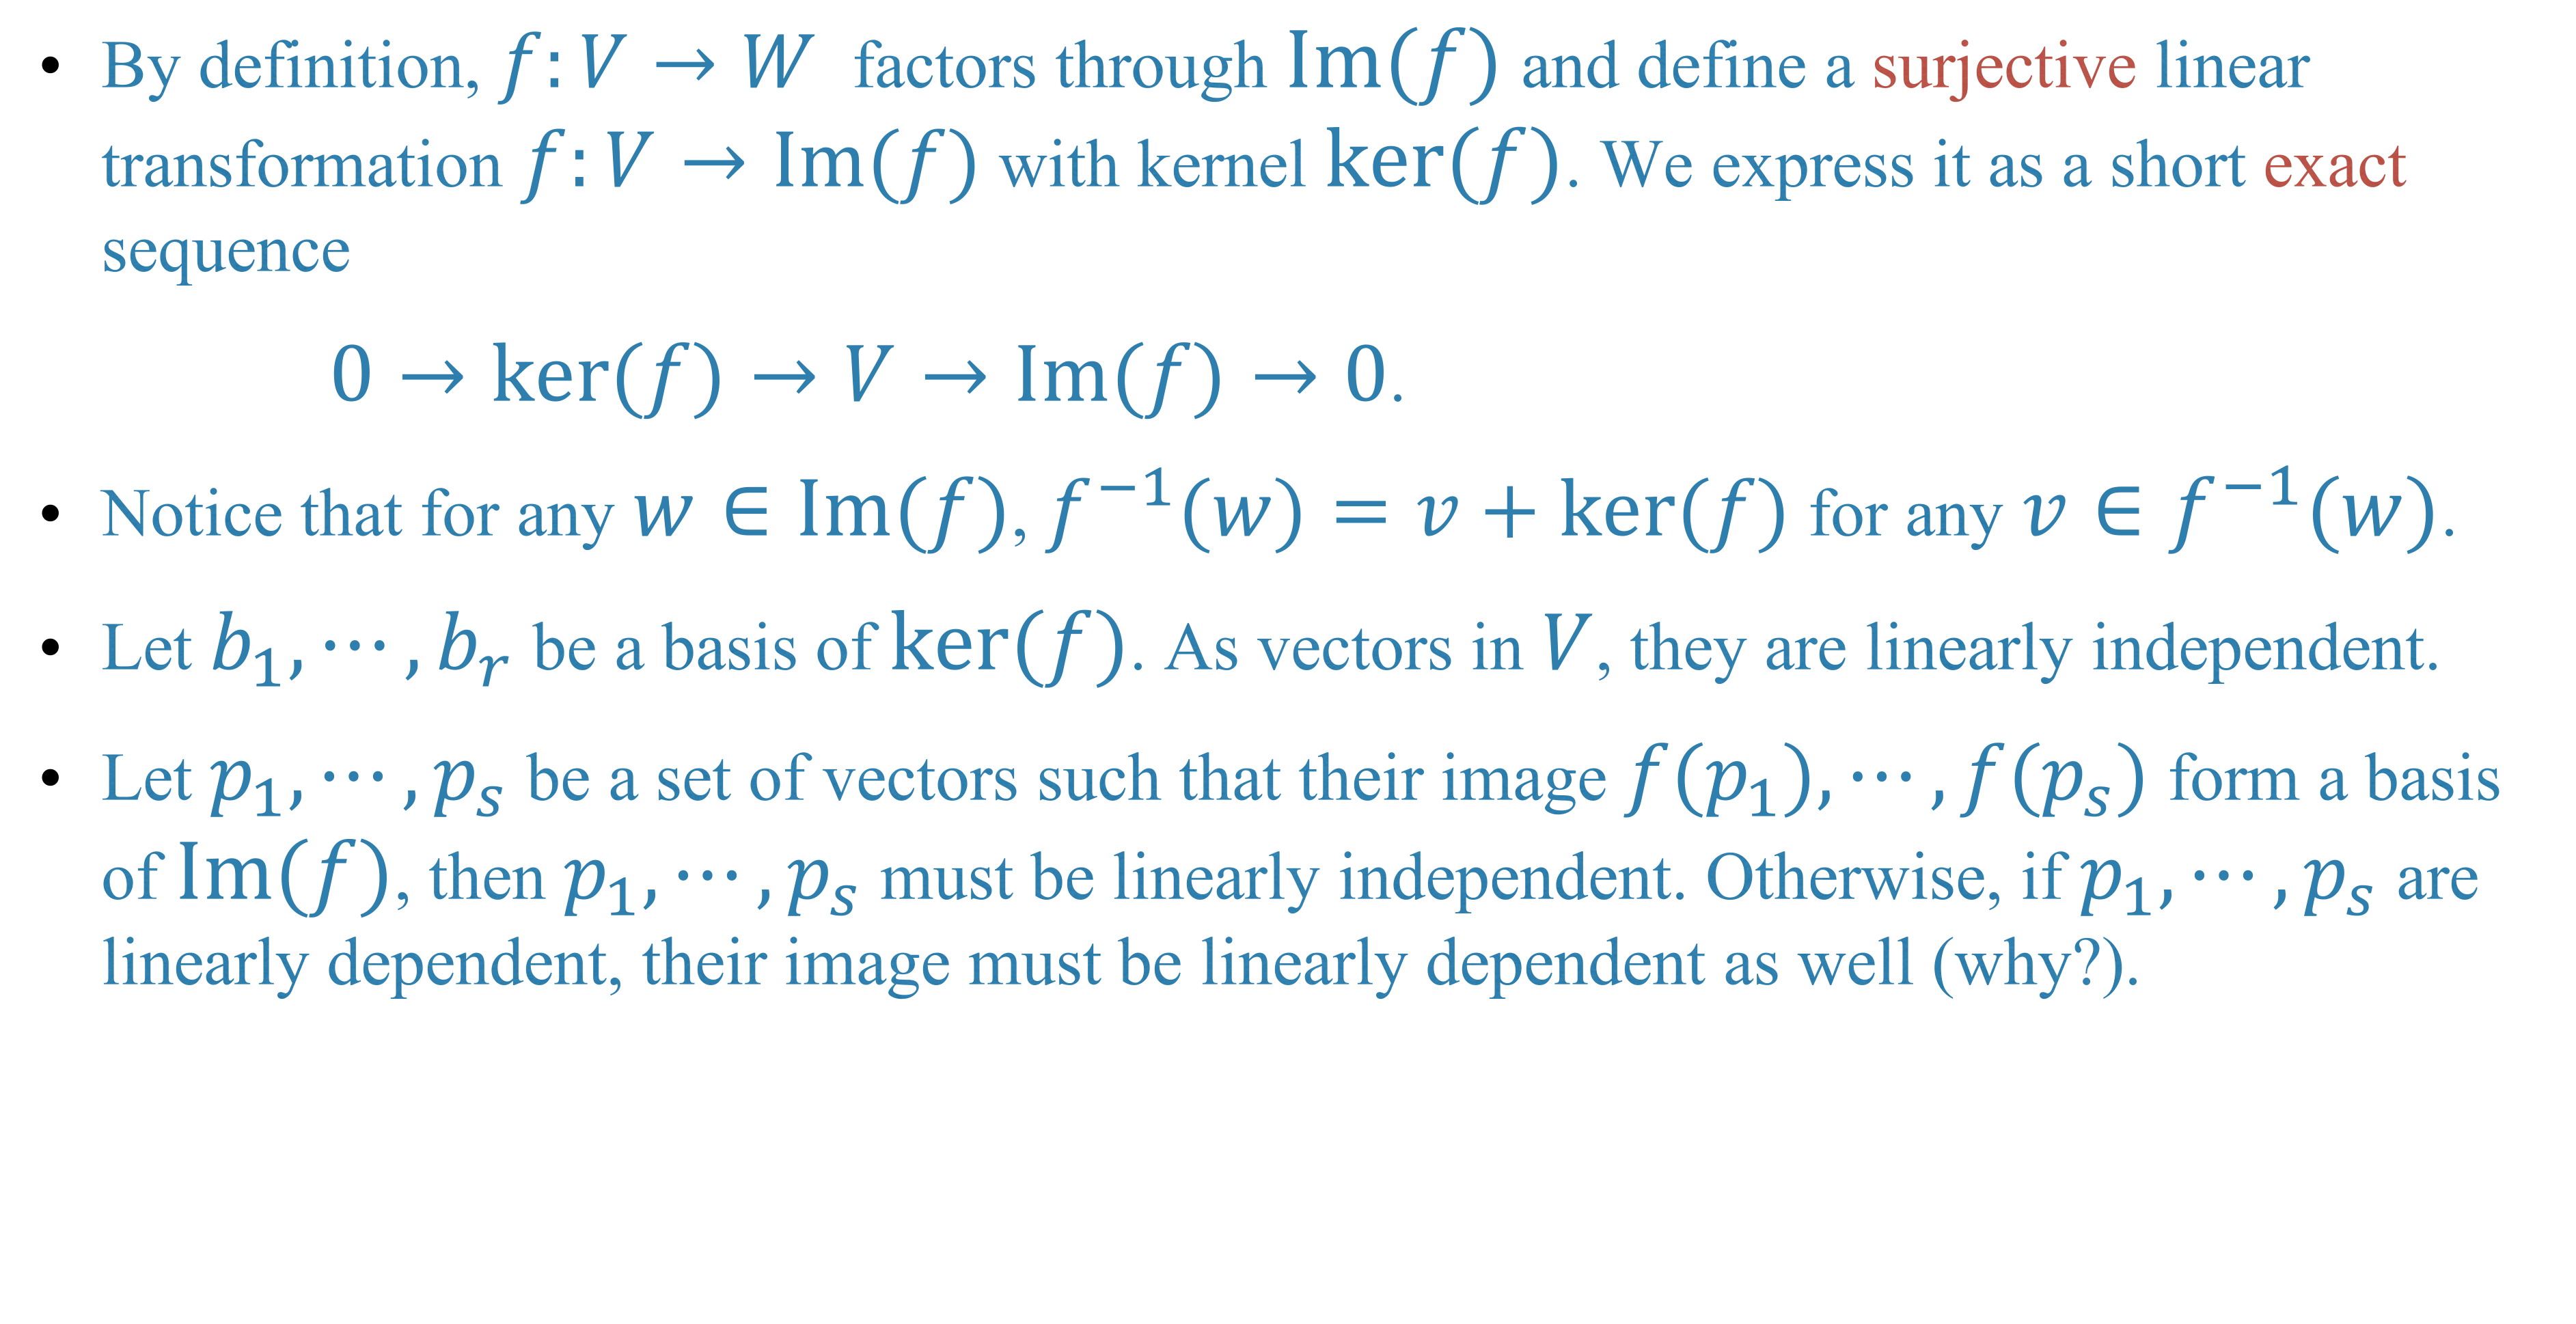 • By definition, 𝑓: 𝑉 → 𝑊 factors through Im(𝑓) and define a surjective linear
transformation 𝑓: 𝑉 → Im(𝑓) with kernel ker(𝑓). We express it as a short exact
sequence
0 → ker(𝑓) → 𝑉 → Im(𝑓) → 0.
• Notice that for any 𝑤 ∈ Im(𝑓), 𝑓⁻¹(𝑤) = 𝑣 + ker(𝑓) for any 𝑣 ∈ 𝑓⁻¹(𝑤).
• Let 𝑏₁, ⋯ , 𝑏ᵣ be a basis of ker(𝑓). As vectors in 𝑉, they are linearly independent.
• Let 𝑝₁, ⋯ , 𝑝ₛ be a set of vectors such that their image 𝑓(𝑝₁), ⋯ , 𝑓(𝑝ₛ) form a basis
of Im(𝑓), then 𝑝₁, ⋯ , 𝑝ₛ must be linearly independent. Otherwise, if 𝑝₁, ⋯ , 𝑝ₛ are
linearly dependent, their image must be linearly dependent as well (why?).